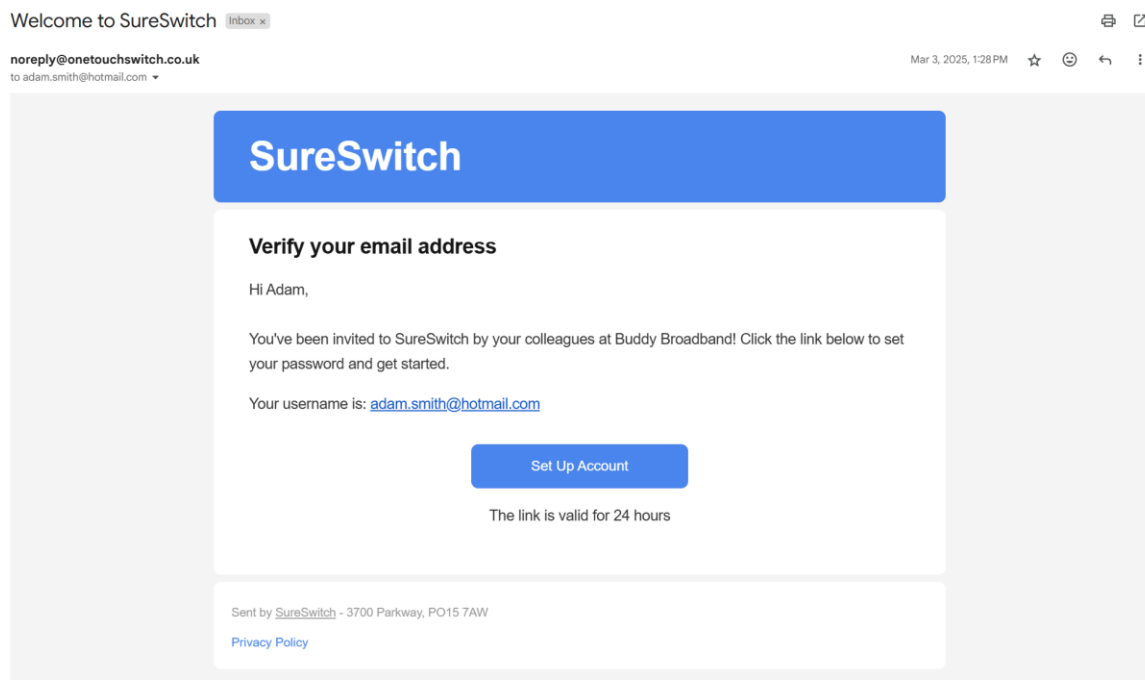 Welcome to SureSwitch Inbox ×
noreply@onetouchswitch.co.uk Mar 3, 2025, 1:28 PM
to adam.smith@hotmail.com
SureSwitch
Verify your email address
Hi Adam,
You've been invited to SureSwitch by your colleagues at Buddy Broadband! Click the link below to set
your password and get started.
Your username is: adam.smith@hotmail.com
Set Up Account
The link is valid for 24 hours
Sent by SureSwitch - 3700 Parkway, PO15 7AW
Privacy Policy